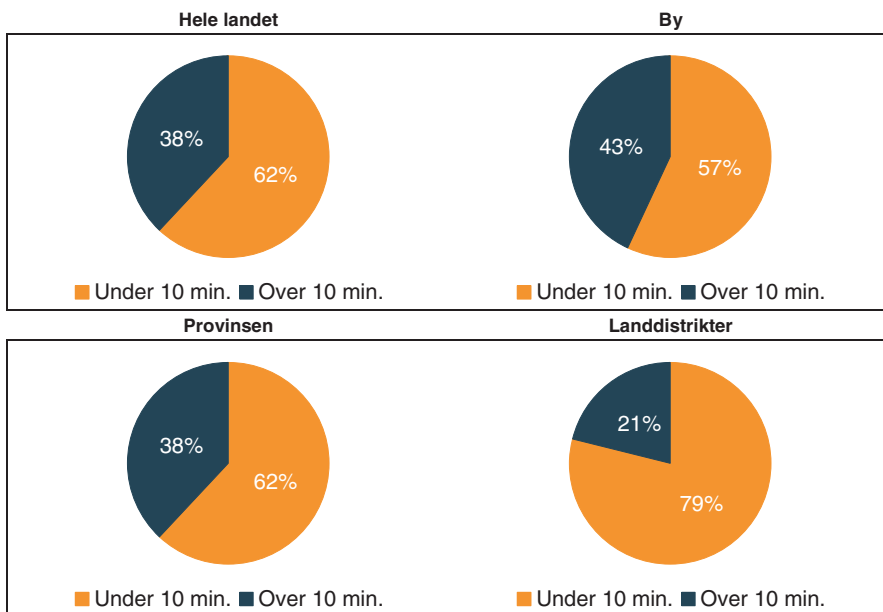 Hele landet
38%
62%
Under 10 min. Over 10 min.
By
43%
57%
Under 10 min. Over 10 min.
Provinsen
38%
62%
Under 10 min. Over 10 min.
Landdistrikter
21%
79%
Under 10 min. Over 10 min.